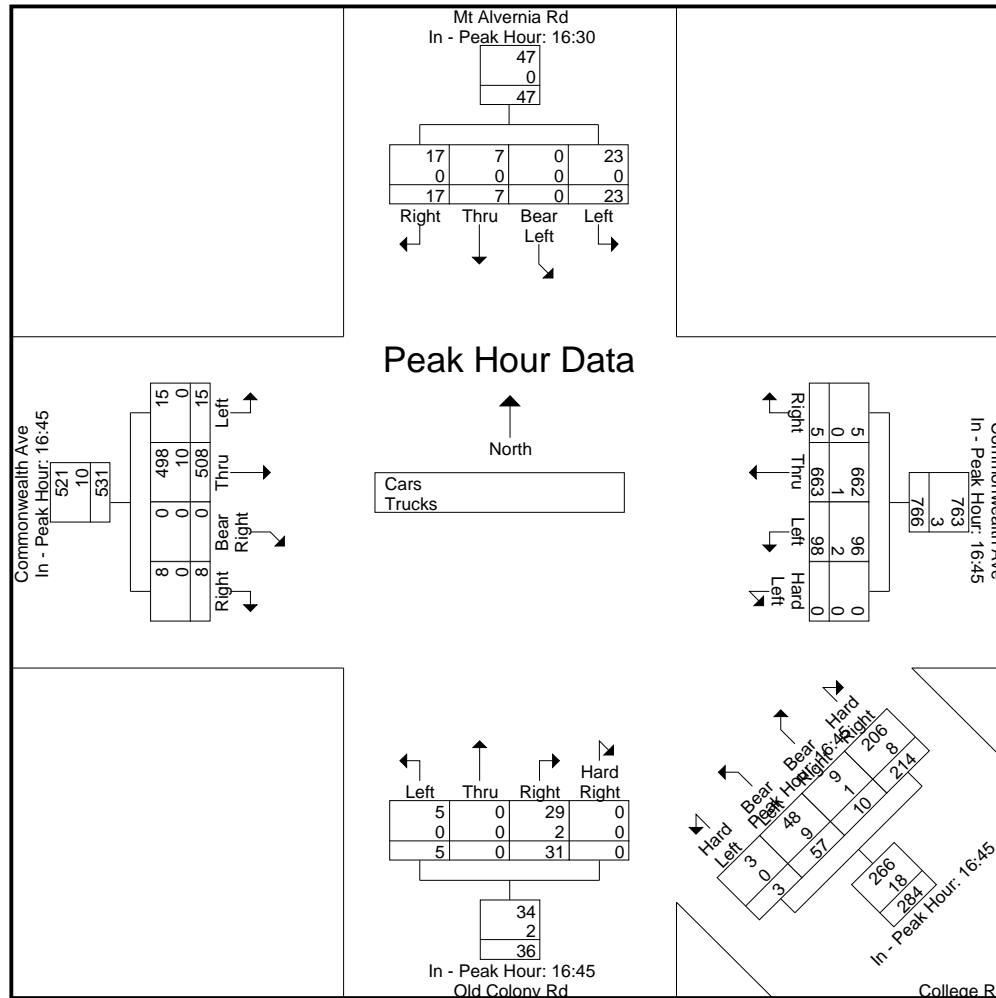 Mt Alvernia Rd
In - Peak Hour: 16:30
47
0
47
17 7 0 23
0 0 0 0
17 7 0 23
Right Thru Bear Left Left
Peak Hour Data
North
Cars
Trucks
Commonwealth Ave
In - Peak Hour: 16:45
521
10
531
15 0 15 Left
498 10 508 Thru
0 0 0 Bear Right
8 0 8 Right
Right 5 0 5
Thru 663 1 662
Left 98 2 96
Hard Left 0 0 0
766
3
763
Commonwealth Ave
In - Peak Hour: 16:45
Left Thru Right Hard Right
5 0 29 0
0 0 2 0
5 0 31 0
34
2
36
In - Peak Hour: 16:45
Old Colony Rd
Hard Left 3 0 3
Bear Left 48 9 57
Bear Right 9 1 10
Hard Right 206 8 214
Peak Hour: 16:45
266
18
284
In - Peak Hour: 16:45
College R